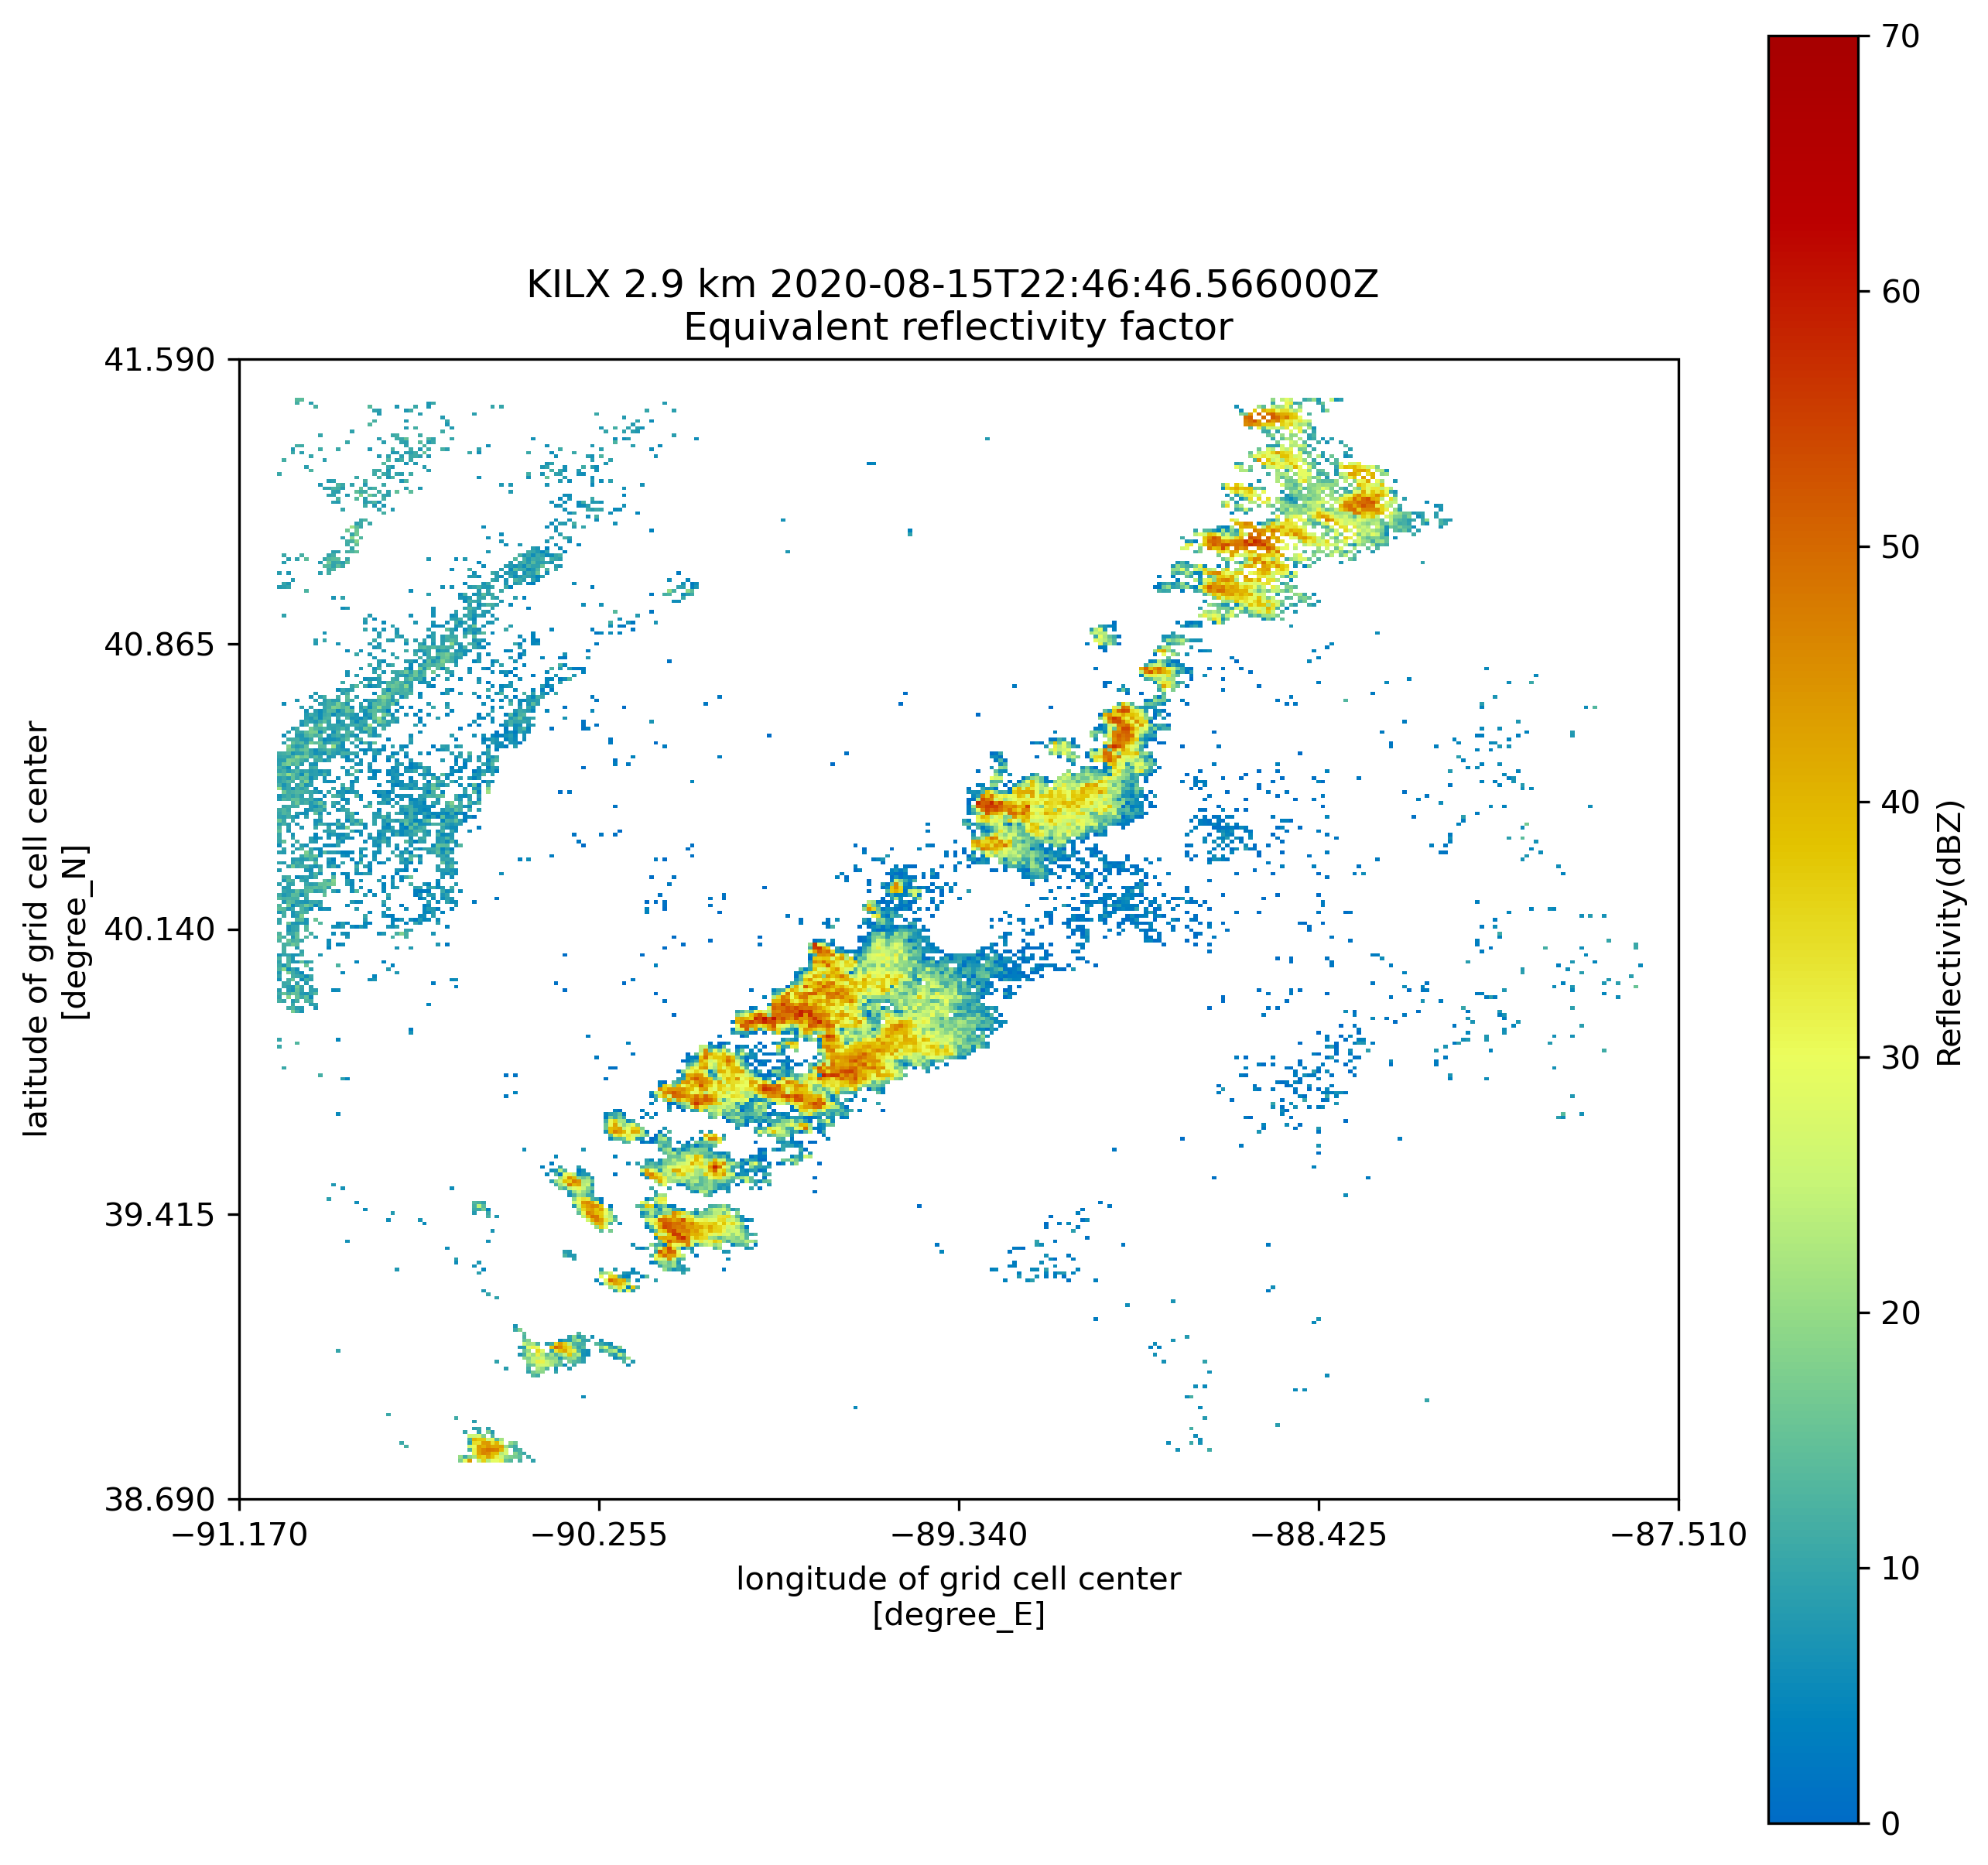 KILX 2.9 km 2020-08-15T22:46:46.566000Z
Equivalent reflectivity factor
41.590
40.865
40.140
39.415
38.690
latitude of grid cell center
[degree_N]
−91.170
−90.255
−89.340
−88.425
−87.510
longitude of grid cell center
[degree_E]
70
60
50
40
30
20
10
0
Reflectivity(dBZ)